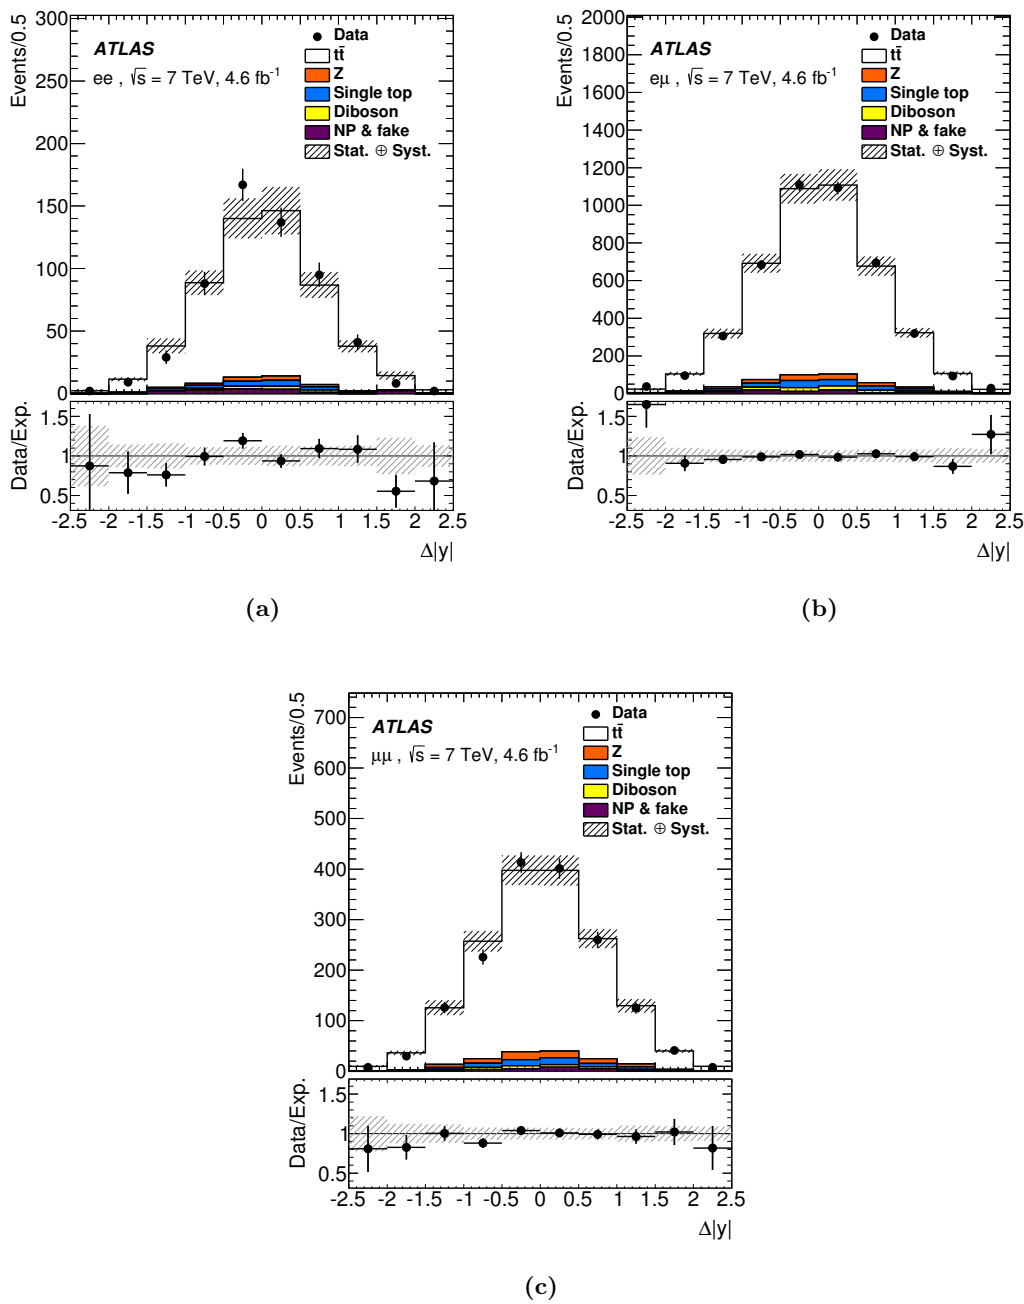 Events/0.5
300
250
200
150
100
50
0
ATLAS
ee , √s = 7 TeV, 4.6 fb⁻¹
Data
tt̄
Z
Single top
Diboson
NP & fake
Stat. ⊕ Syst.
Data/Exp.
1.5
1
0.5
-2.5 -2 -1.5 -1 -0.5 0 0.5 1 1.5 2 2.5
Δ|y|
(a)
Events/0.5
2000
1800
1600
1400
1200
1000
800
600
400
200
0
ATLAS
eμ , √s = 7 TeV, 4.6 fb⁻¹
Data
tt̄
Z
Single top
Diboson
NP & fake
Stat. ⊕ Syst.
Data/Exp.
1.5
1
0.5
-2.5 -2 -1.5 -1 -0.5 0 0.5 1 1.5 2 2.5
Δ|y|
(b)
Events/0.5
700
600
500
400
300
200
100
0
ATLAS
μμ , √s = 7 TeV, 4.6 fb⁻¹
Data
tt̄
Z
Single top
Diboson
NP & fake
Stat. ⊕ Syst.
Data/Exp.
1.5
1
0.5
-2.5 -2 -1.5 -1 -0.5 0 0.5 1 1.5 2 2.5
Δ|y|
(c)